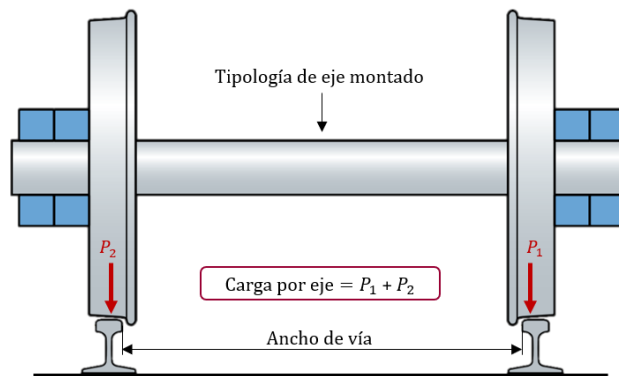 Tipología de eje montado
P₂
P₁
Carga por eje = P₁ + P₂
Ancho de vía